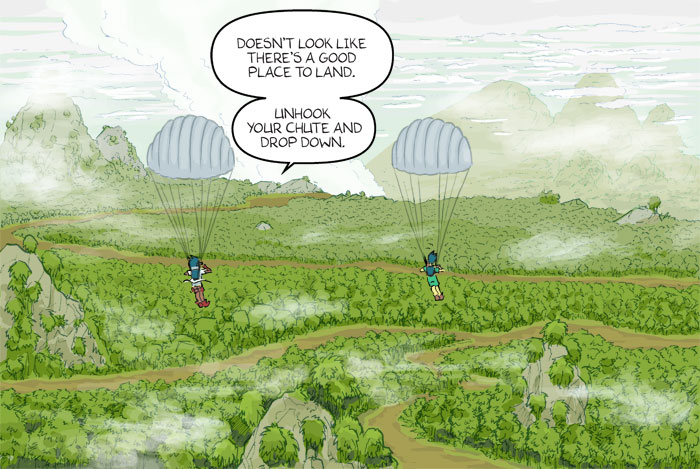 DOESN'T LOOK LIKE
THERE'S A GOOD
PLACE TO LAND.
UNHOOK
YOUR CHUTE AND
DROP DOWN.